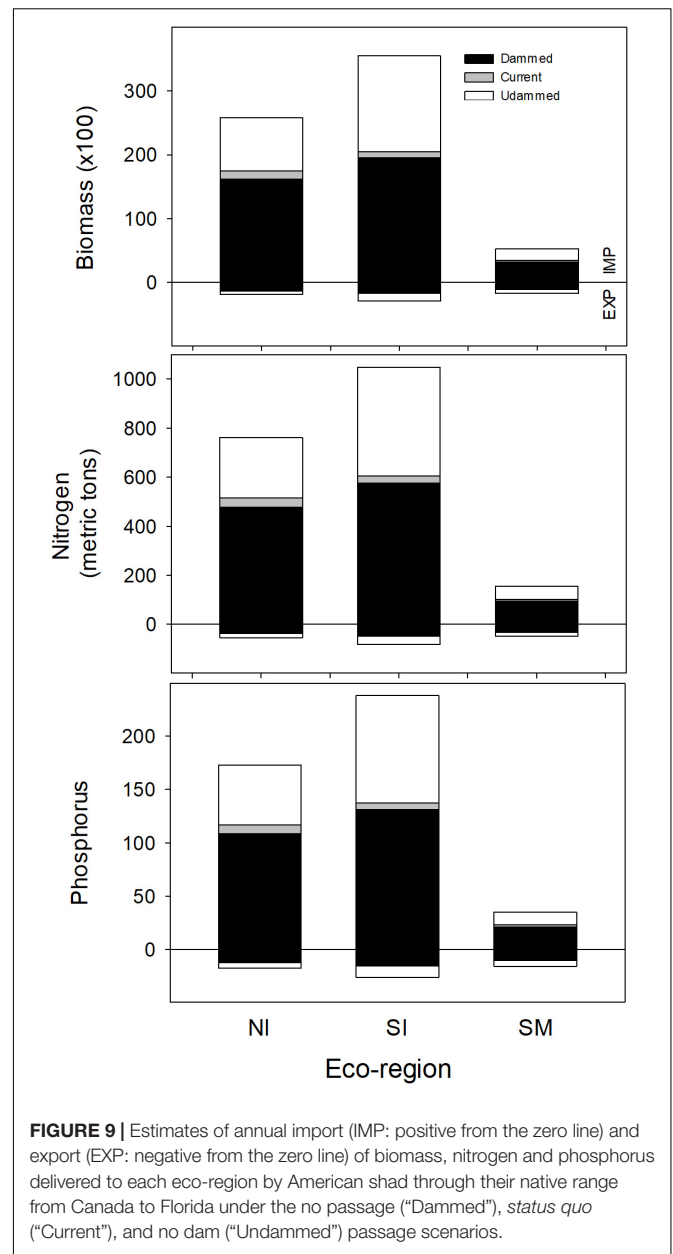 Dammed
Current
Udammed
Biomass (x100)
300
200
100
0
IMP
EXP
Nitrogen
(metric tons)
1000
800
600
400
200
0
Phosphorus
200
150
100
50
0
NI SI SM
Eco-region
FIGURE 9 | Estimates of annual import (IMP: positive from the zero line) and
export (EXP: negative from the zero line) of biomass, nitrogen and phosphorus
delivered to each eco-region by American shad through their native range
from Canada to Florida under the no passage (“Dammed”), status quo
(“Current”), and no dam (“Undammed”) passage scenarios.